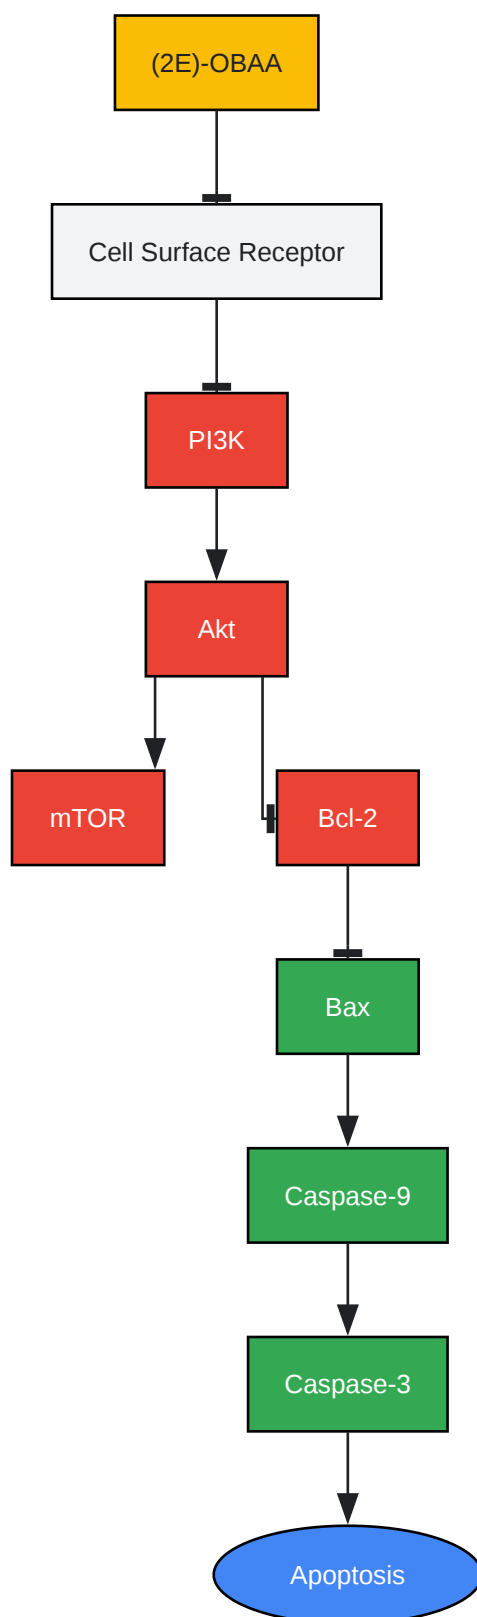 (2E)-OBAA
Cell Surface Receptor
PI3K
Akt
mTOR
Bcl-2
Bax
Caspase-9
Caspase-3
Apoptosis